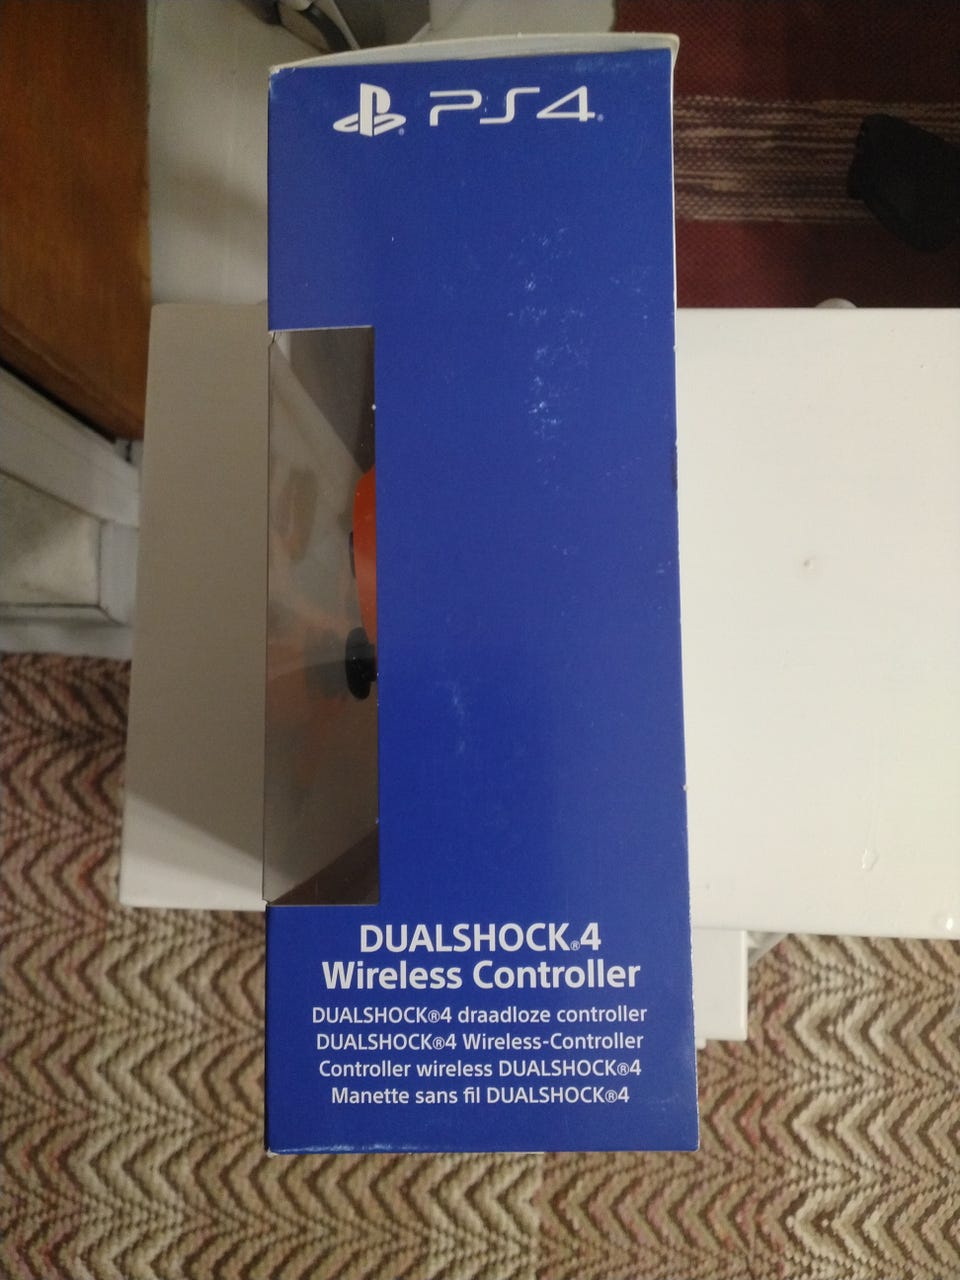 PS4®
DUALSHOCK®4
Wireless Controller
DUALSHOCK®4 draadloze controller
DUALSHOCK®4 Wireless-Controller
Controller wireless DUALSHOCK®4
Manette sans fil DUALSHOCK®4